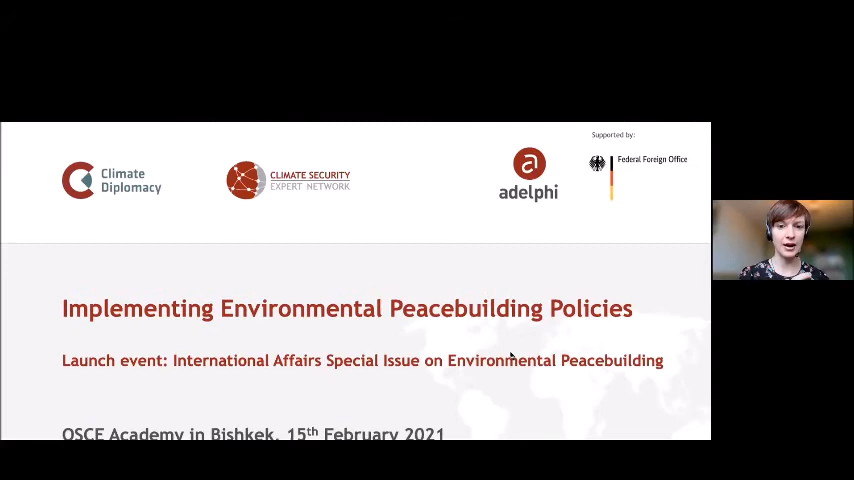 Supported by:
Climate
Diplomacy
CLIMATE SECURITY
EXPERT NETWORK
adelphi
Federal Foreign Office
Implementing Environmental Peacebuilding Policies
Launch event: International Affairs Special Issue on Environmental Peacebuilding
OSCE Academy in Bishkek, 15th February 2021